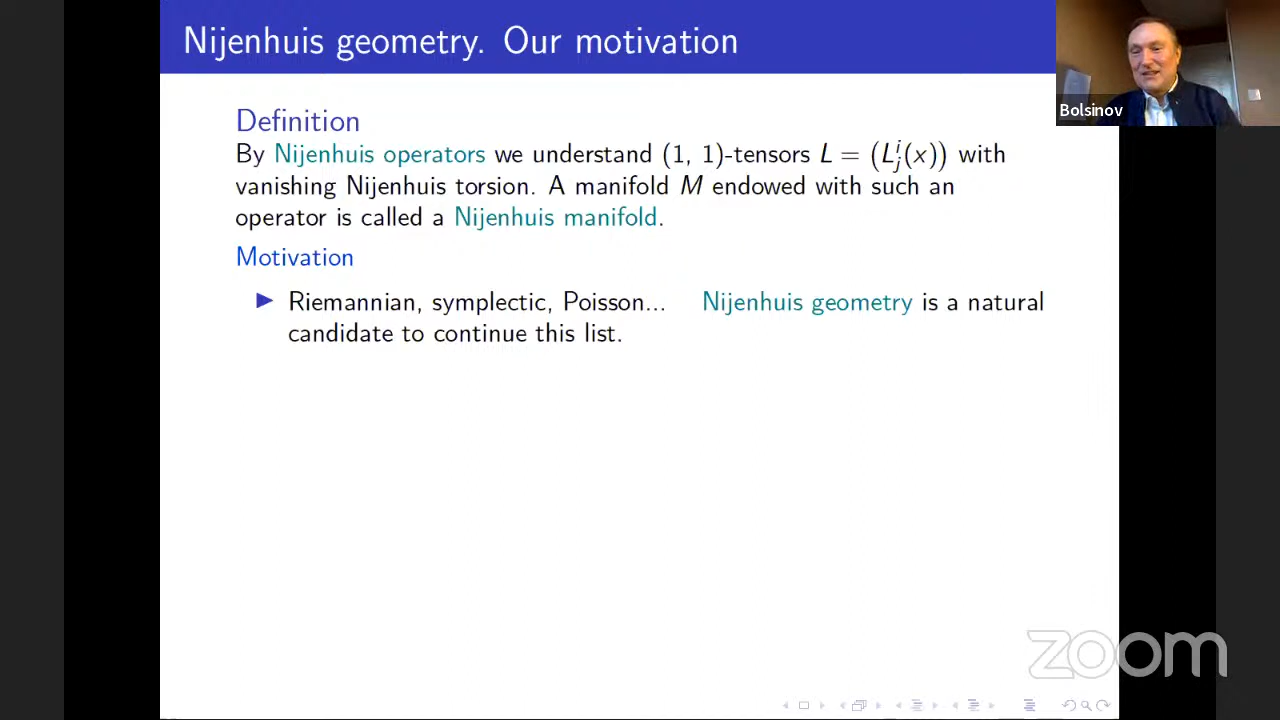 Nijenhuis geometry. Our motivation
Bolsinov
Definition
By Nijenhuis operators we understand (1, 1)-tensors L = (L^i_j(x)) with
vanishing Nijenhuis torsion. A manifold M endowed with such an
operator is called a Nijenhuis manifold.
Motivation
▶ Riemannian, symplectic, Poisson... Nijenhuis geometry is a natural
candidate to continue this list.
zoom